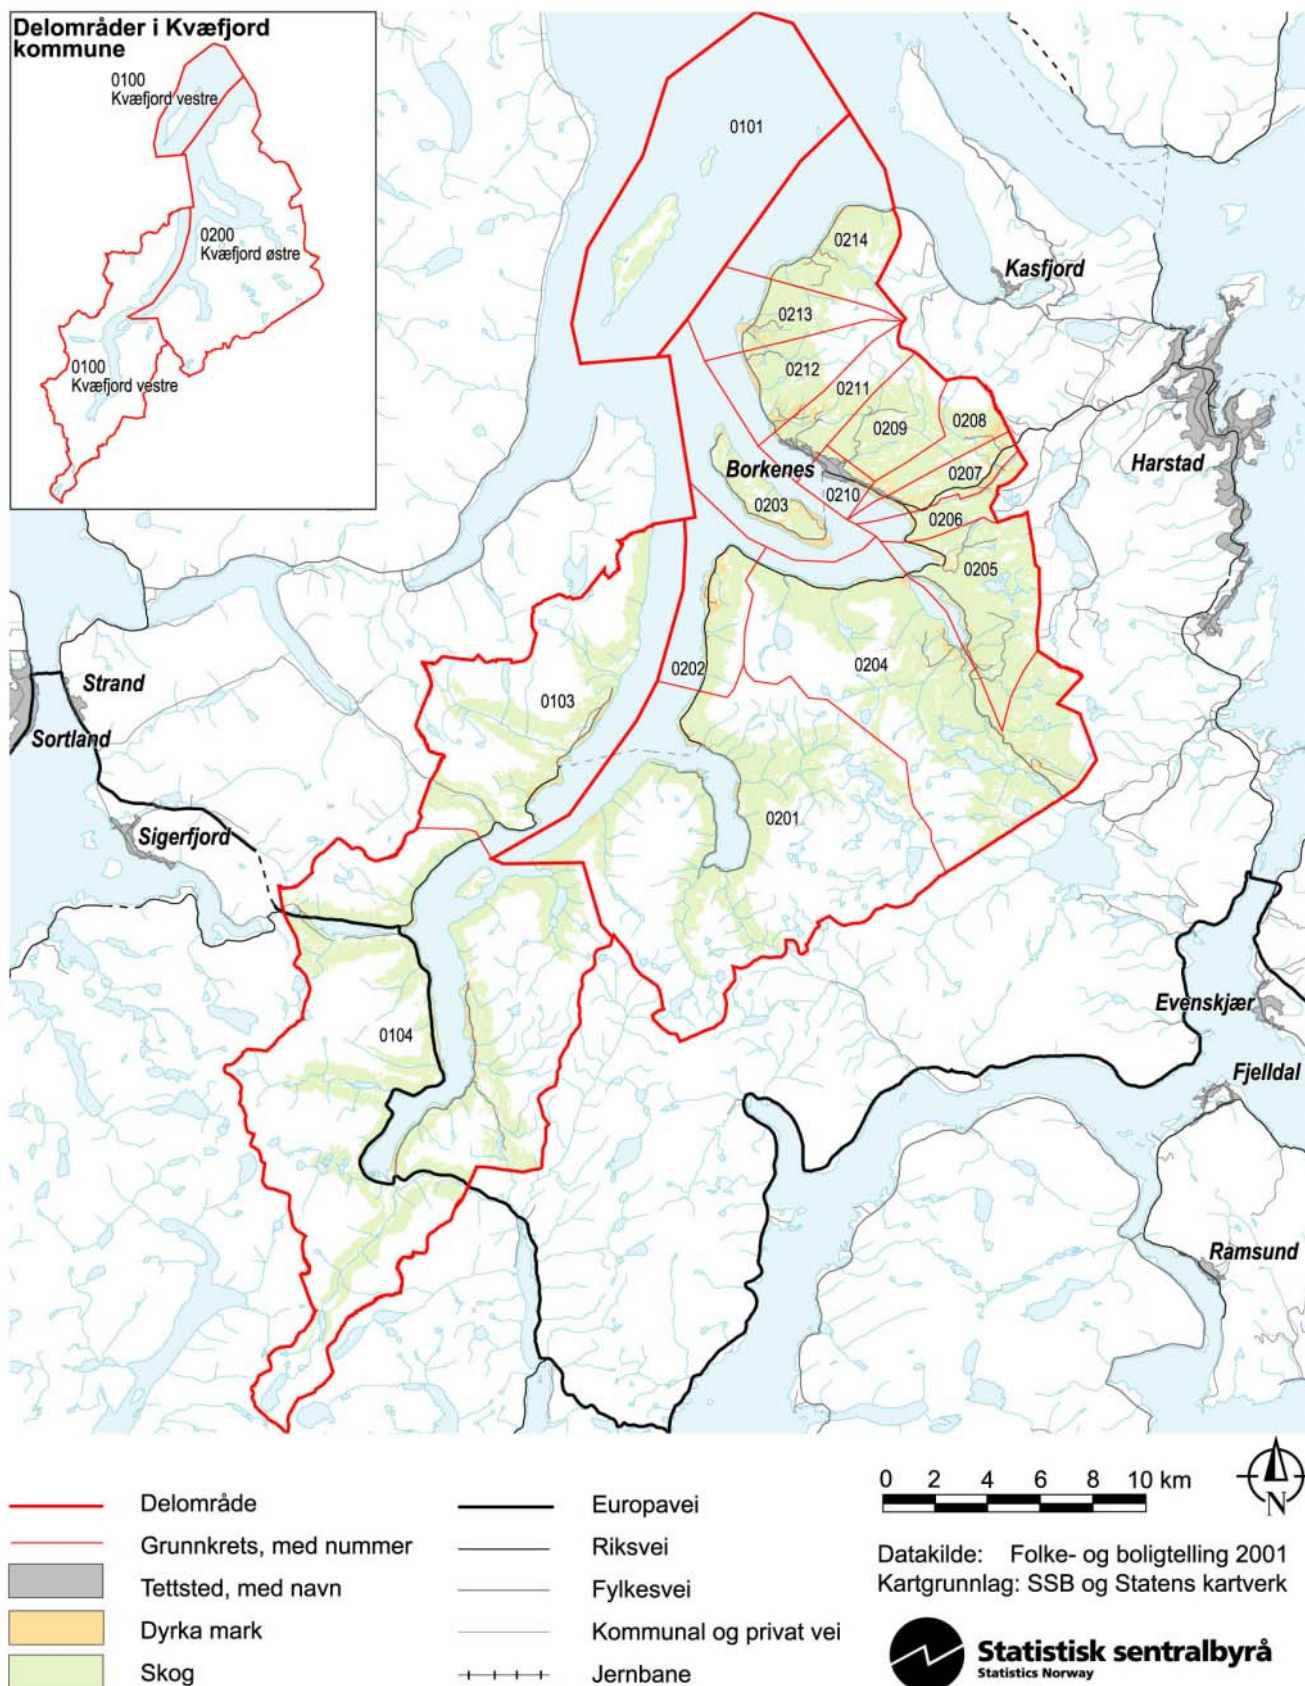 Delområder i Kvæfjord
kommune
0100
Kvæfjord vestre
0200
Kvæfjord østre
0100
Kvæfjord vestre
0101
0214
Kasfjord
0213
0212
0211
0208
0209
Harstad
Borkenes
0207
0210
0203
0206
0205
0202
0204
0103
Strand
Sortland
0201
Sigerfjord
Evenskjær
0104
Fjelldal
Ramsund
Delområde
Grunnkrets, med nummer
Tettsted, med navn
Dyrka mark
Skog
Europavei
Riksvei
Fylkesvei
Kommunal og privat vei
Jernbane
0 2 4 6 8 10 km
N
Datakilde: Folke- og boligtelling 2001
Kartgrunnlag: SSB og Statens kartverk
Statistisk sentralbyrå
Statistics Norway